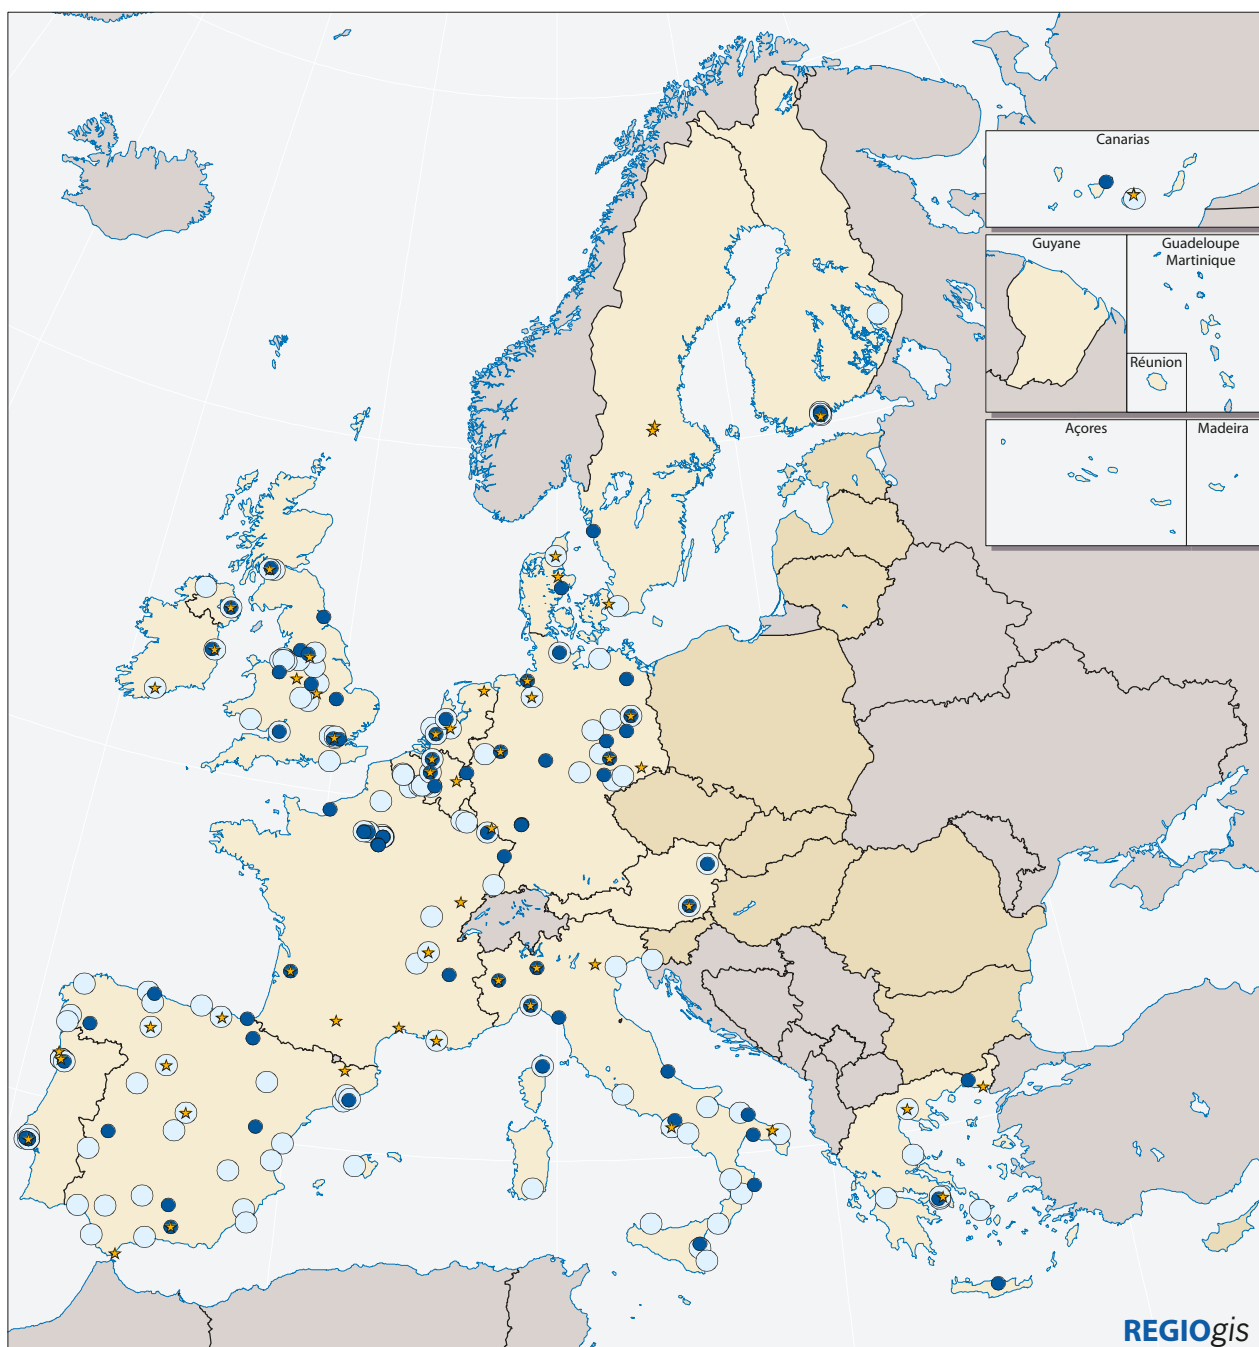 Canarias
Guyane
Guadeloupe
Martinique
Réunion
Açores
Madeira
REGIOgis